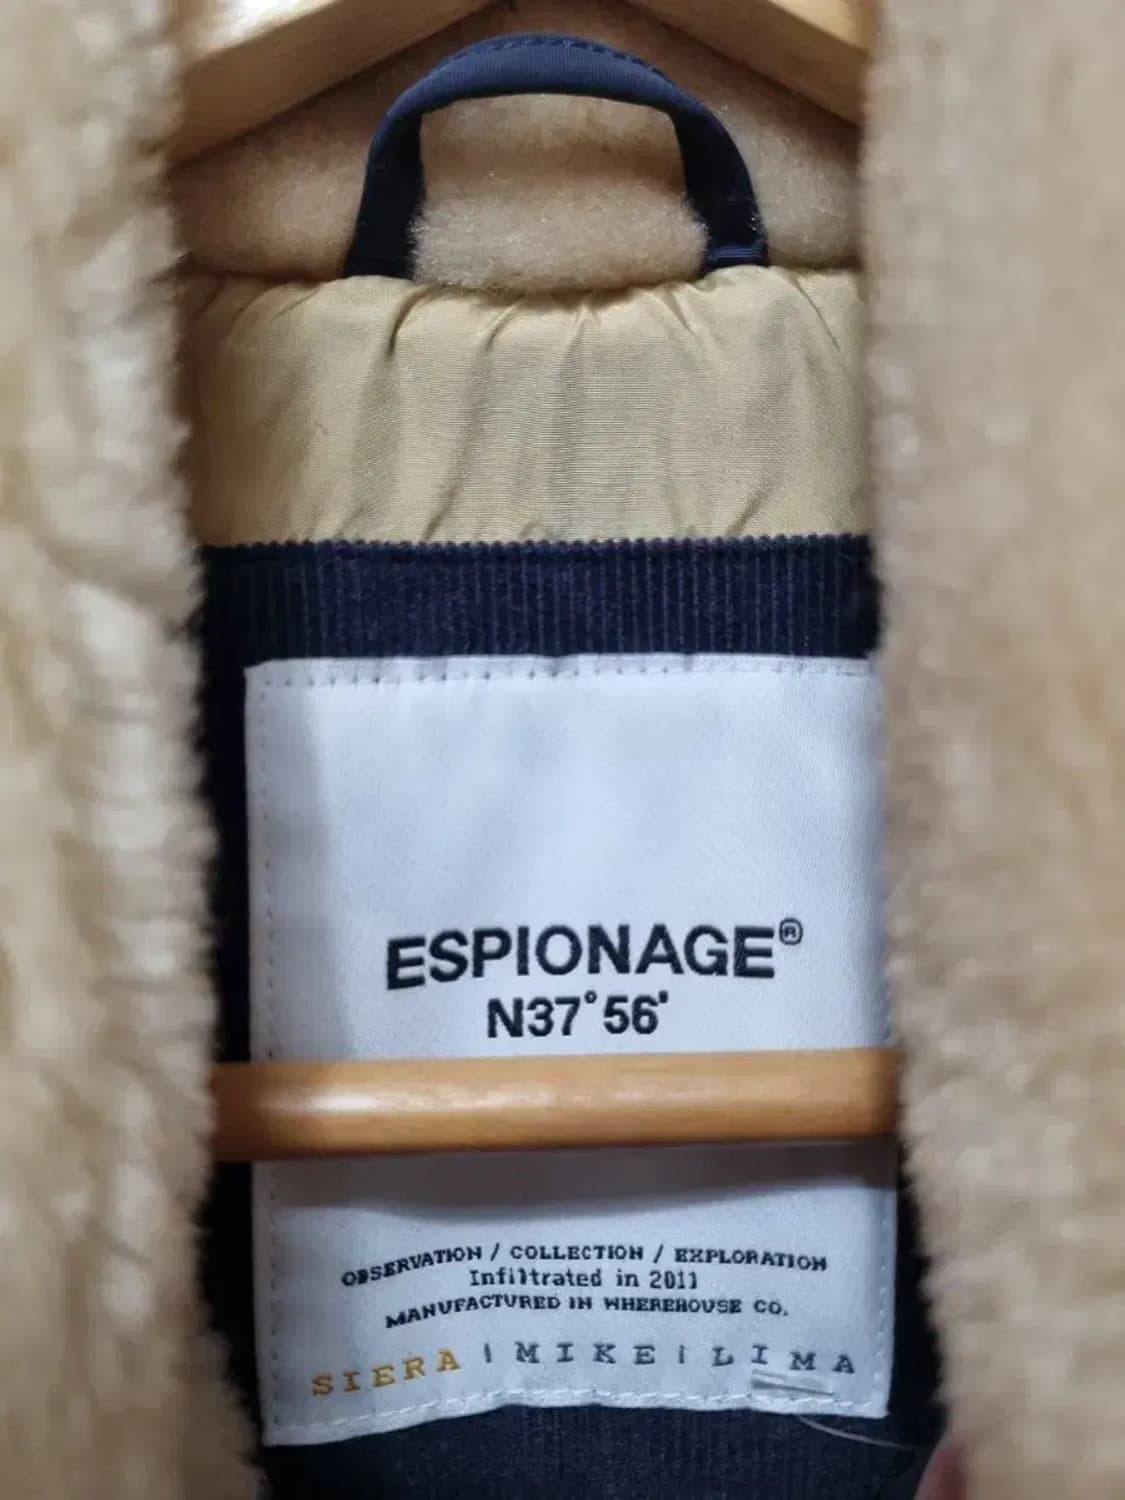 ESPIONAGE®
N37°56'
OBSERVATION / COLLECTION / EXPLORATION
Infiltrated in 2011
MANUFACTURED IN WHEREHOUSE CO.
SIERA | MIKE | LIMA